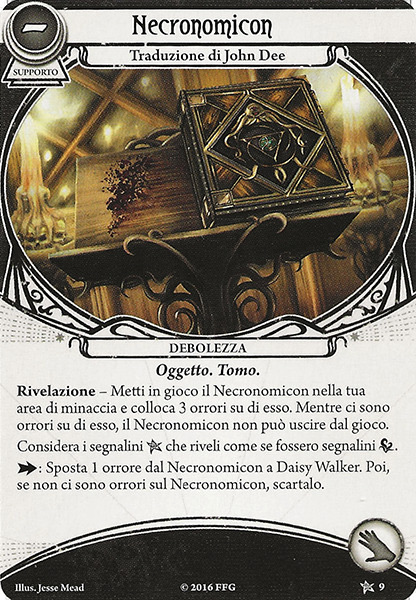 Necronomicon
SUPPORTO
Traduzione di John Dee
DEBOLEZZA
Oggetto. Tomo.
Rivelazione – Metti in gioco il Necronomicon nella tua
area di minaccia e colloca 3 orrori su di esso. Mentre ci sono
orrori su di esso, il Necronomicon non può uscire dal gioco.
Considera i segnalini che riveli come se fossero segnalini .
: Sposta 1 orrore dal Necronomicon a Daisy Walker. Poi,
se non ci sono orrori sul Necronomicon, scartalo.
Illus. Jesse Mead © 2016 FFG 9